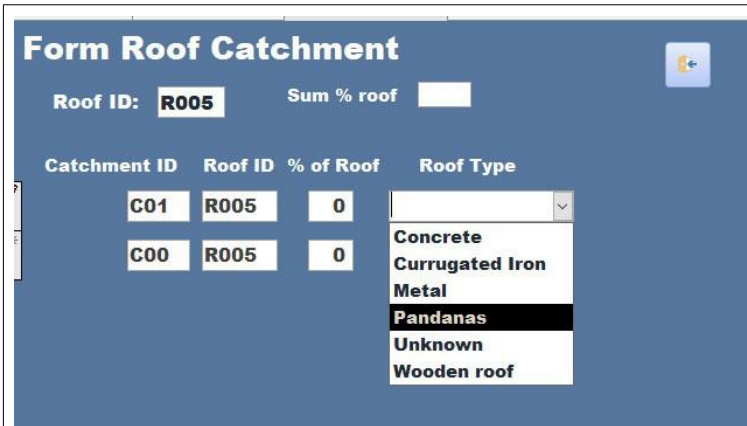 Form Roof Catchment
Roof ID: R005 Sum % roof
Catchment ID Roof ID % of Roof Roof Type
C01 R005 0
C00 R005 0
Concrete
Currugated Iron
Metal
Pandanas
Unknown
Wooden roof